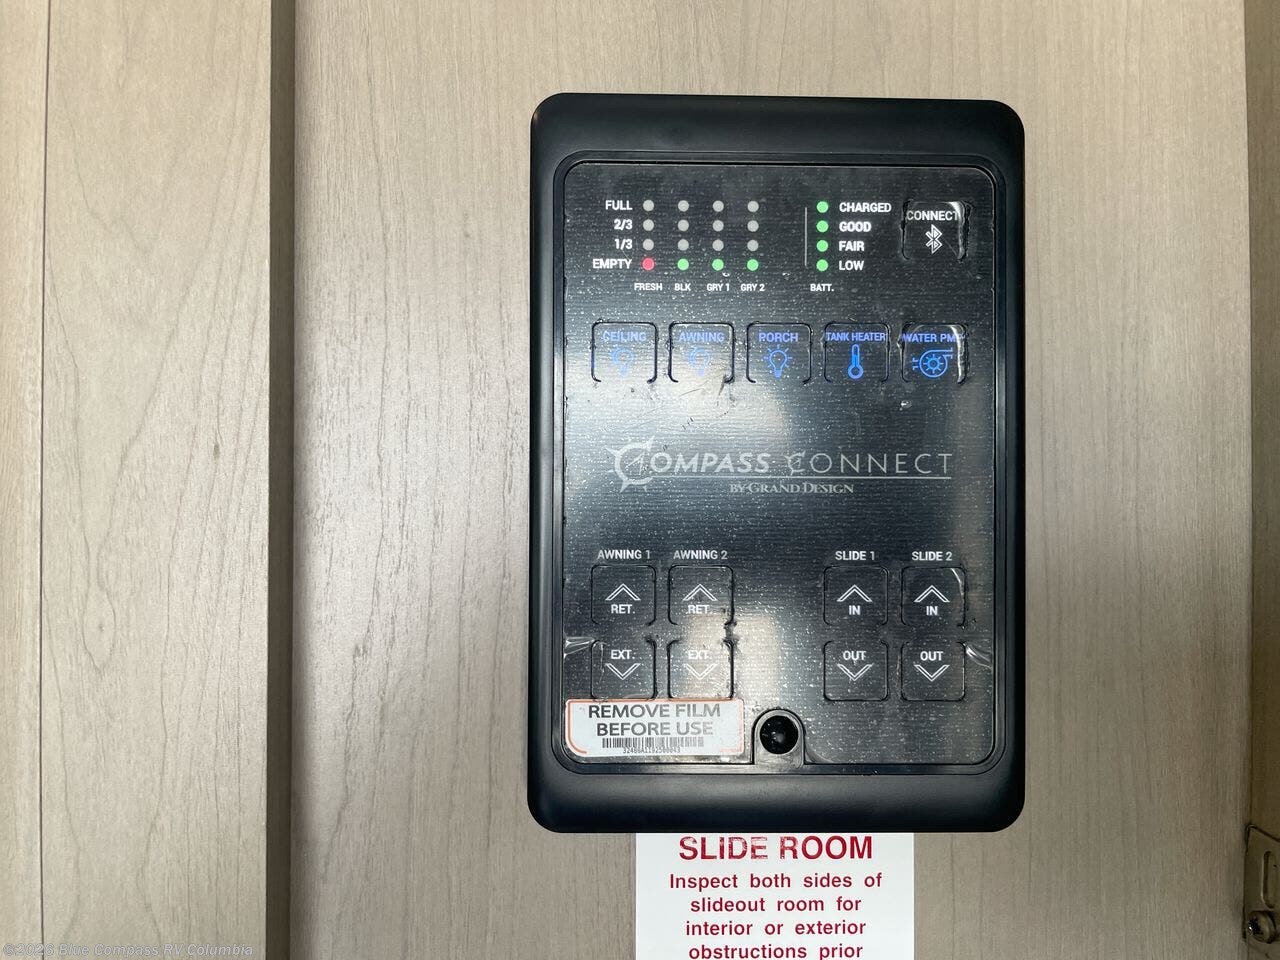 FULL
2/3
1/3
EMPTY
FRESH BLK GRY 1 GRY 2
CHARGED
GOOD
FAIR
LOW
BATT.
CONNECT
CEILING AWNING PORCH TANK HEATER WATER PMP
COMPASS CONNECT
BY GRAND DESIGN
AWNING 1 AWNING 2 SLIDE 1 SLIDE 2
RET. RET. IN IN
EXT. EXT. OUT OUT
REMOVE FILM
BEFORE USE
SLIDE ROOM
Inspect both sides of
slideout room for
interior or exterior
obstructions prior
Blue Compass RV Columbia